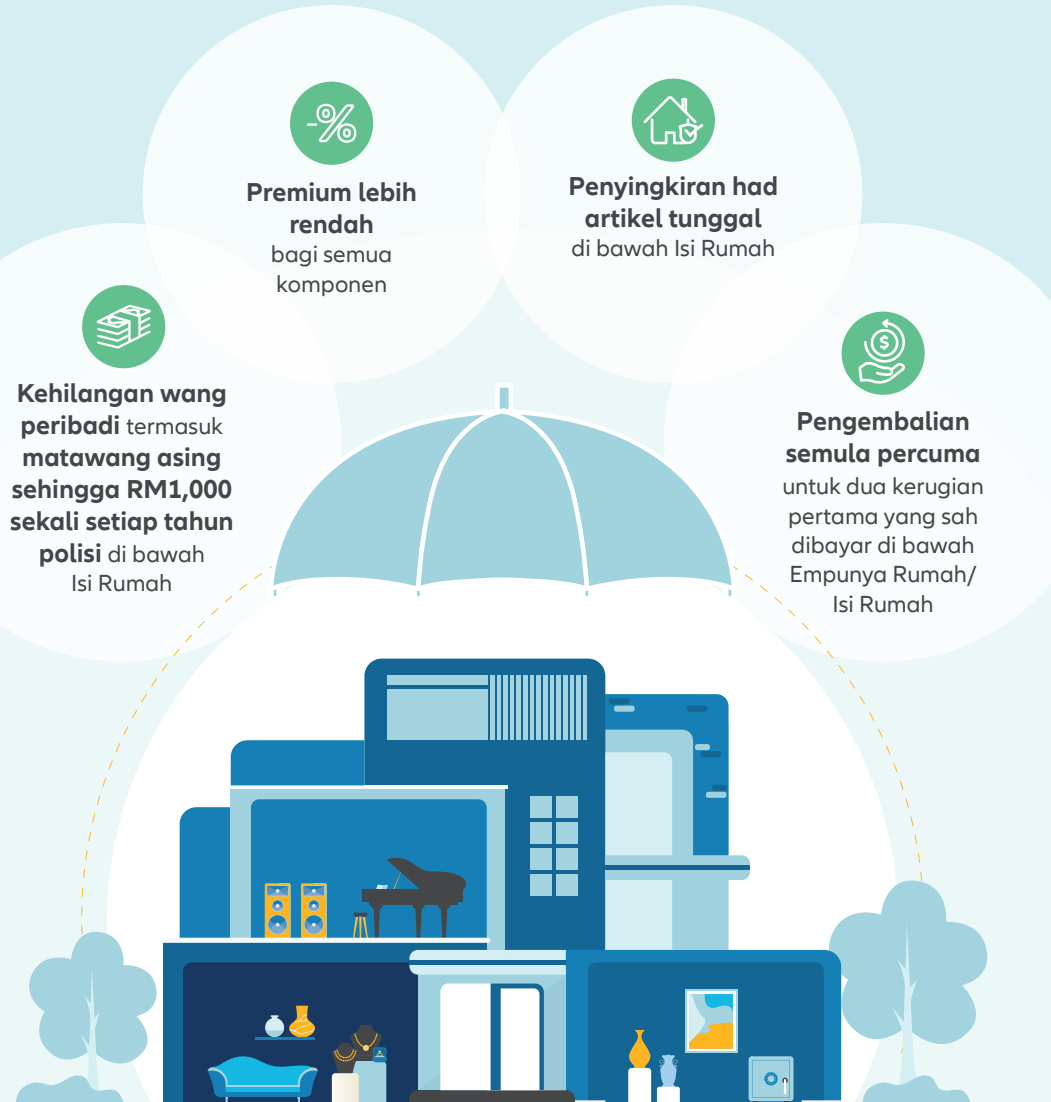 Premium lebih
rendah
bagi semua
komponen
Penyingkiran had
artikel tunggal
di bawah Isi Rumah
Kehilangan wang
peribadi termasuk
matawang asing
sehingga RM1,000
sekali setiap tahun
polisi di bawah
Isi Rumah
Pengembalian
semula percuma
untuk dua kerugian
pertama yang sah
dibayar di bawah
Empunya Rumah/
Isi Rumah